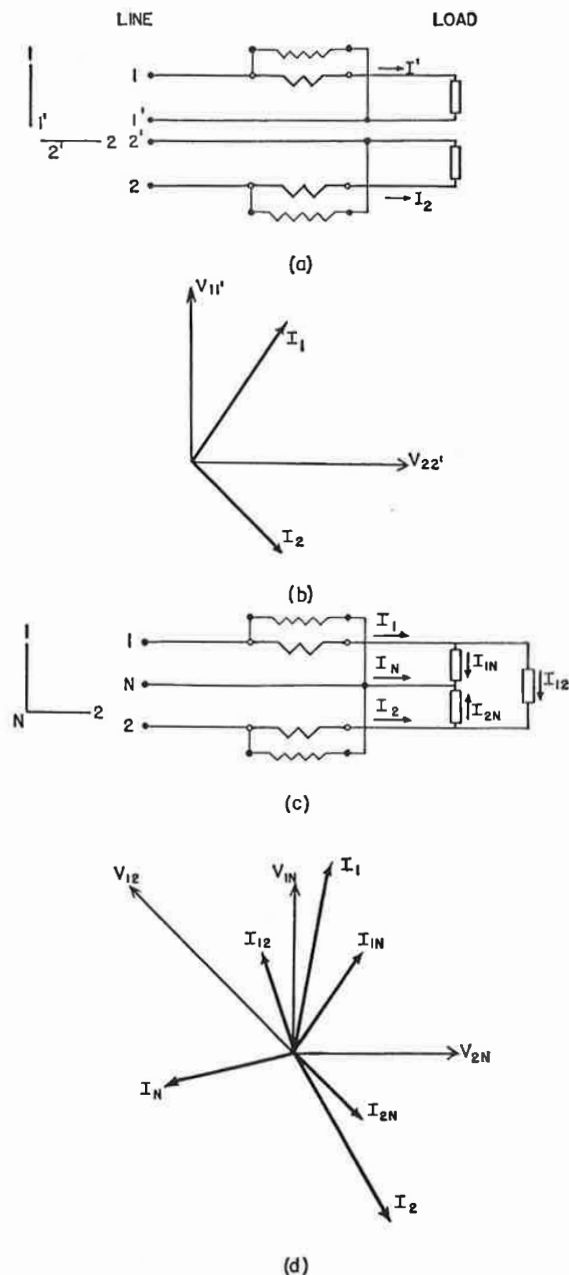 LINE LOAD
1
1 I'
1' 1'
2' 2 2'
2 I2
(a)
V11'
I1
V22'
I2
(b)
I1
1 1
IN I1N
N I12
N 2 I2 I2N
2
(c)
V12 V1N I1
I12 I1N
V2N
IN I2N
I2
(d)